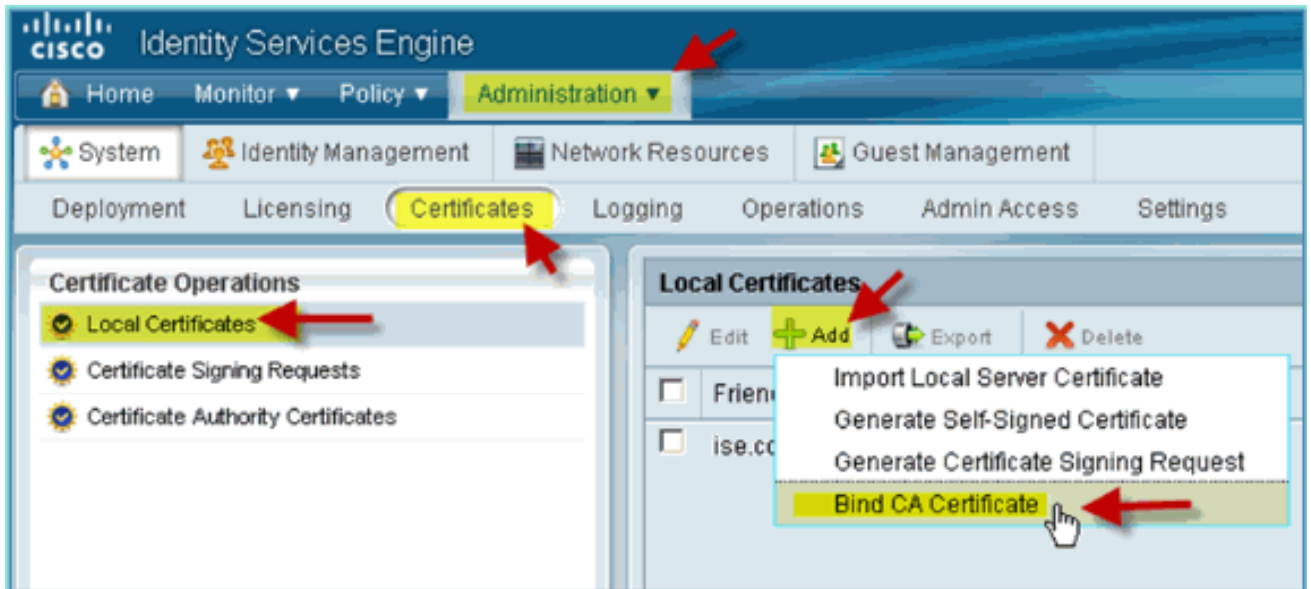 CISCO Identity Services Engine
Home Monitor ▼ Policy ▼ Administration ▼
System Identity Management Network Resources Guest Management
Deployment Licensing Certificates Logging Operations Admin Access Settings
Certificate Operations
Local Certificates
Certificate Signing Requests
Certificate Authority Certificates
Local Certificates
Edit Add Export Delete
Import Local Server Certificate
Generate Self-Signed Certificate
Generate Certificate Signing Request
Bind CA Certificate